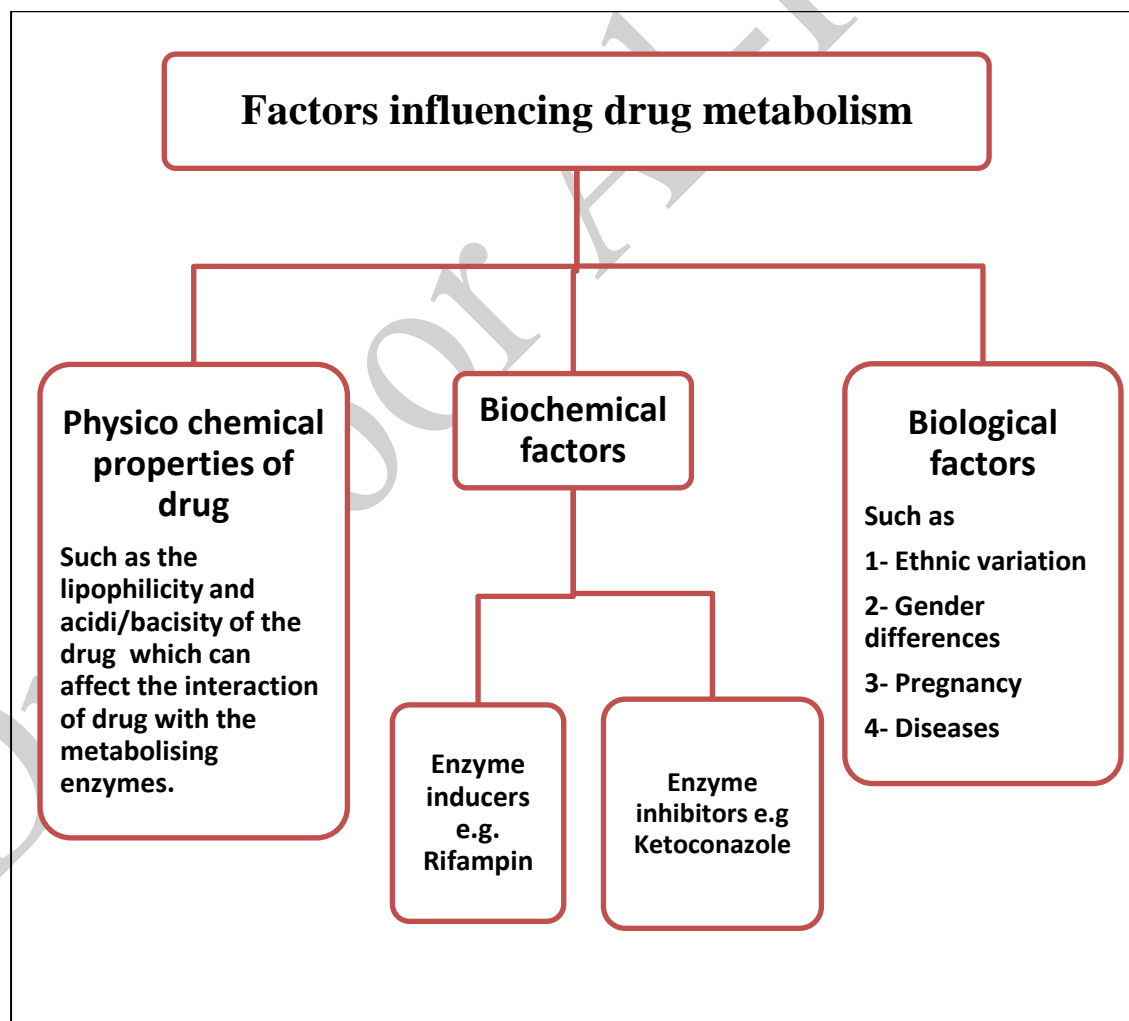 Factors influencing drug metabolism
Physico chemical
properties of
drug
Such as the
lipophilicity and
acidi/bacisity of the
drug which can
affect the interaction
of drug with the
metabolising
enzymes.
Biochemical
factors
Enzyme
inducers
e.g.
Rifampin
Enzyme
inhibitors e.g
Ketoconazole
Biological
factors
Such as
1- Ethnic variation
2- Gender
differences
3- Pregnancy
4- Diseases